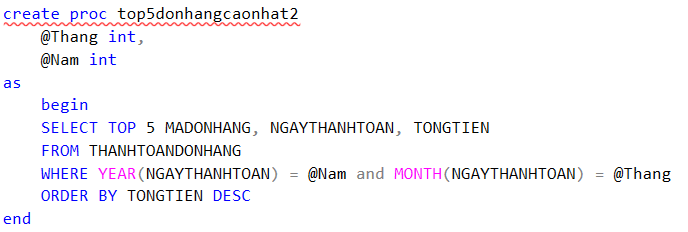 create proc top5donhangcaonhat2
    @Thang int,
    @Nam int
as
    begin
    SELECT TOP 5 MADONHANG, NGAYTHANHTOAN, TONGTIEN
    FROM THANHTOANDONHANG
    WHERE YEAR(NGAYTHANHTOAN) = @Nam and MONTH(NGAYTHANHTOAN) = @Thang
    ORDER BY TONGTIEN DESC
end